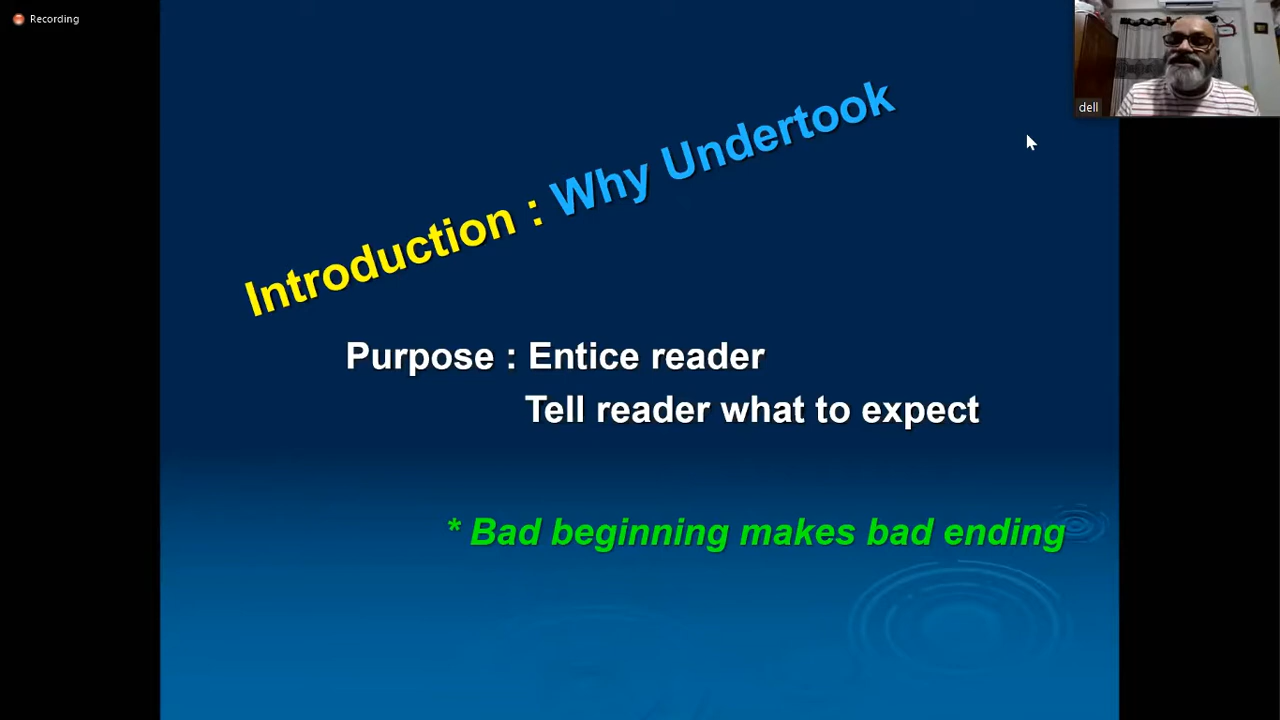 Recording
dell
Introduction : Why Undertook
Purpose : Entice reader
Tell reader what to expect
* Bad beginning makes bad ending